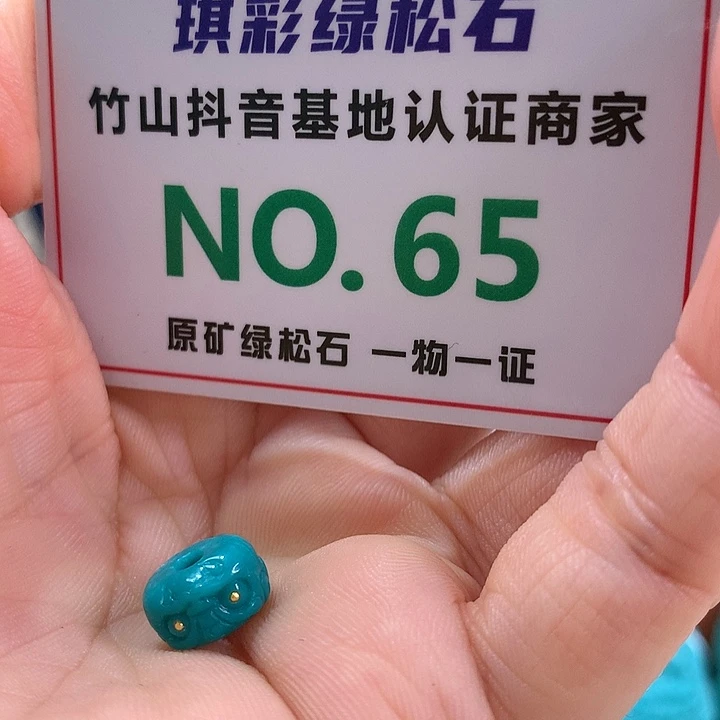 琪彩绿松石
竹山抖音基地认证商家
NO. 65
原矿绿松石 一物一证